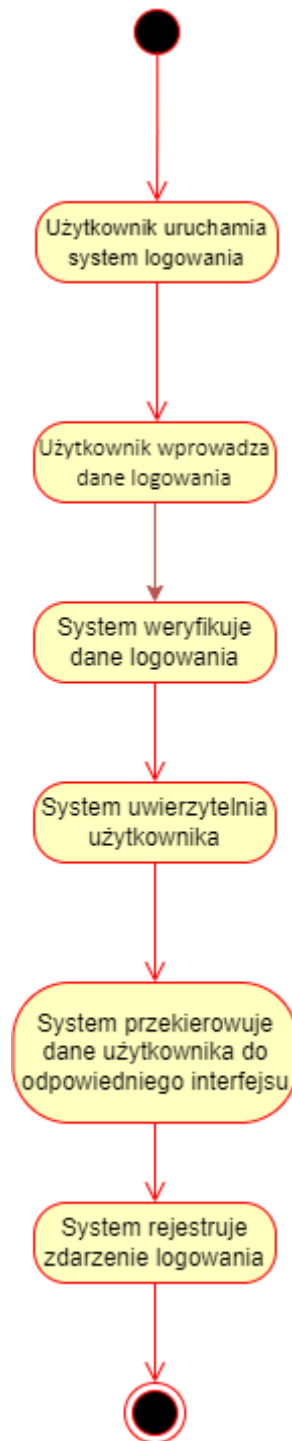 Użytkownik uruchamia
system logowania
Użytkownik wprowadza
dane logowania
System weryfikuje
dane logowania
System uwierzytelnia
użytkownika
System przekierowuje
dane użytkownika do
odpowiedniego interfejsu
System rejestruje
zdarzenie logowania